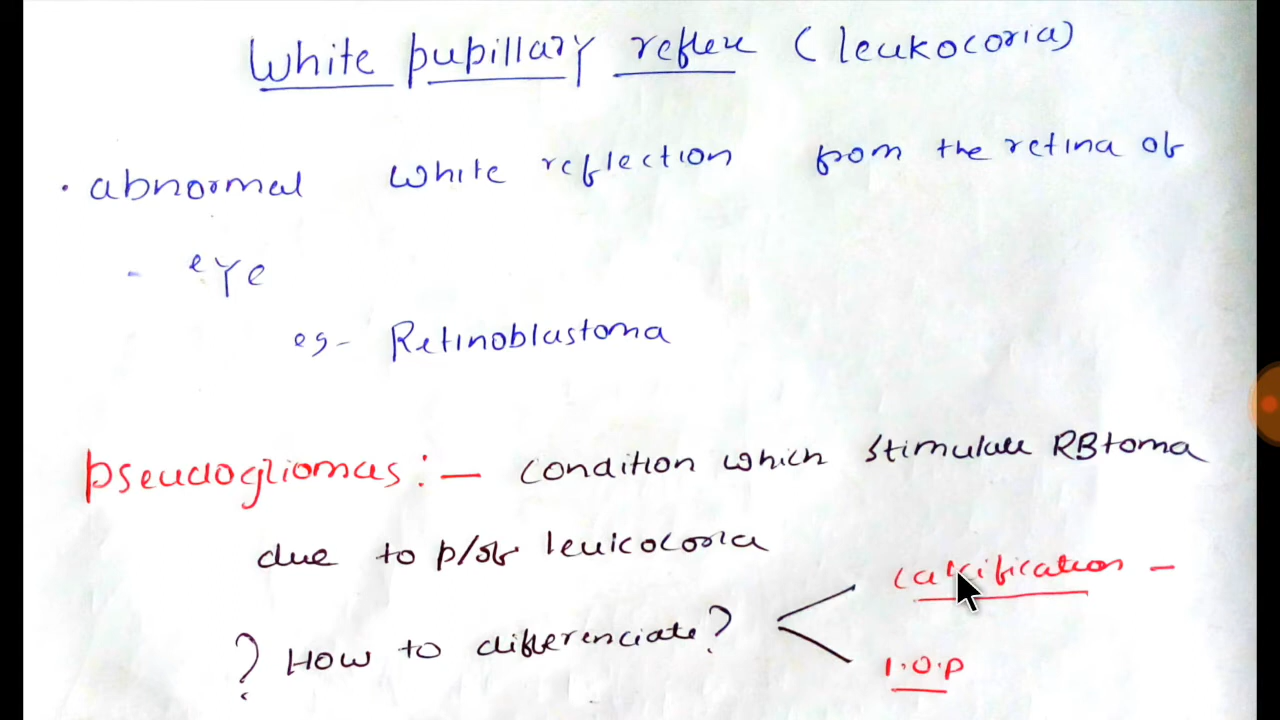 White pupillary reflex (leukocoria)
• abnormal white reflection from the retina of
- eye
eg- Retinoblastoma
pseudogliomas :— condition which stimulate RBtoma
due to p/of leukocoria
? How to differenciate? < calcification —
I.O.P